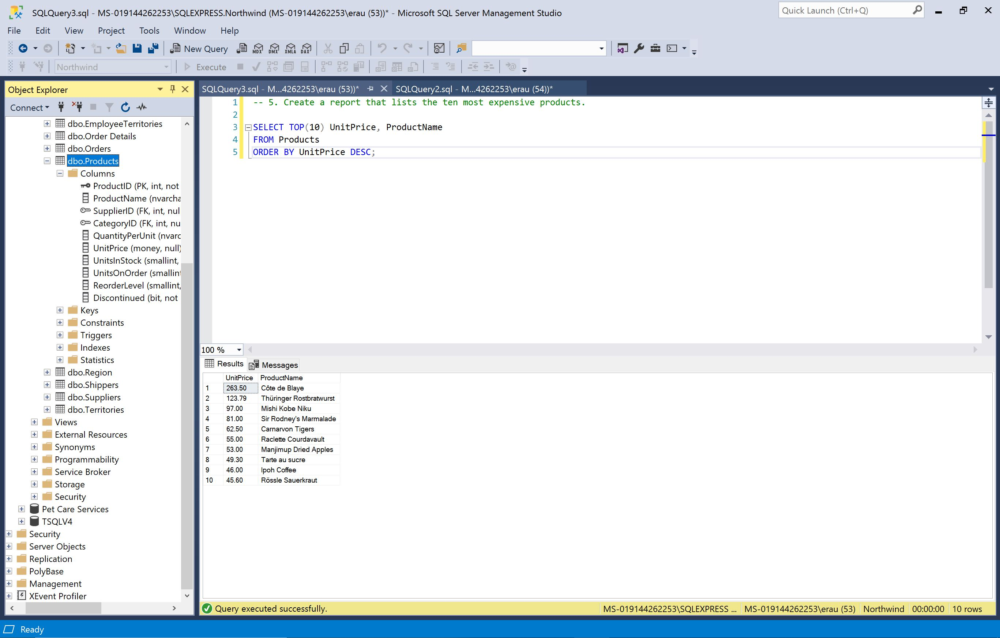 SQLQuery3.sql - MS-019144262253\SQLEXPRESS.Northwind (MS-019144262253\erau (53))* - Microsoft SQL Server Management Studio
Quick Launch (Ctrl+Q)
File Edit View Project Tools Window Help
New Query MDX DMX XMLA DAX
Northwind Execute
Object Explorer
Connect
dbo.EmployeeTerritories
dbo.Order Details
dbo.Orders
dbo.Products
Columns
ProductID (PK, int, not
ProductName (nvarcha
SupplierID (FK, int, nul
CategoryID (FK, int, nu
QuantityPerUnit (nvarc
UnitPrice (money, null)
UnitsInStock (smallint,
UnitsOnOrder (smallint
ReorderLevel (smallint,
Discontinued (bit, not
Keys
Constraints
Triggers
Indexes
Statistics
dbo.Region
dbo.Shippers
dbo.Suppliers
dbo.Territories
Views
External Resources
Synonyms
Programmability
Service Broker
Storage
Security
Pet Care Services
TSQLV4
Security
Server Objects
Replication
PolyBase
Management
XEvent Profiler
SQLQuery3.sql - M...4262253\erau (53))* SQLQuery2.sql - M...4262253\erau (54))*
1 -- 5. Create a report that lists the ten most expensive products.
2
3 SELECT TOP(10) UnitPrice, ProductName
4 FROM Products
5 ORDER BY UnitPrice DESC;
100 %
Results Messages
UnitPrice ProductName
1 263.50 Côte de Blaye
2 123.79 Thüringer Rostbratwurst
3 97.00 Mishi Kobe Niku
4 81.00 Sir Rodney's Marmalade
5 62.50 Carnarvon Tigers
6 55.00 Raclette Courdavault
7 53.00 Manjimup Dried Apples
8 49.30 Tarte au sucre
9 46.00 Ipoh Coffee
10 45.60 Rössle Sauerkraut
Query executed successfully. MS-019144262253\SQLEXPRESS ... MS-019144262253\erau (53) Northwind 00:00:00 10 rows
Ready